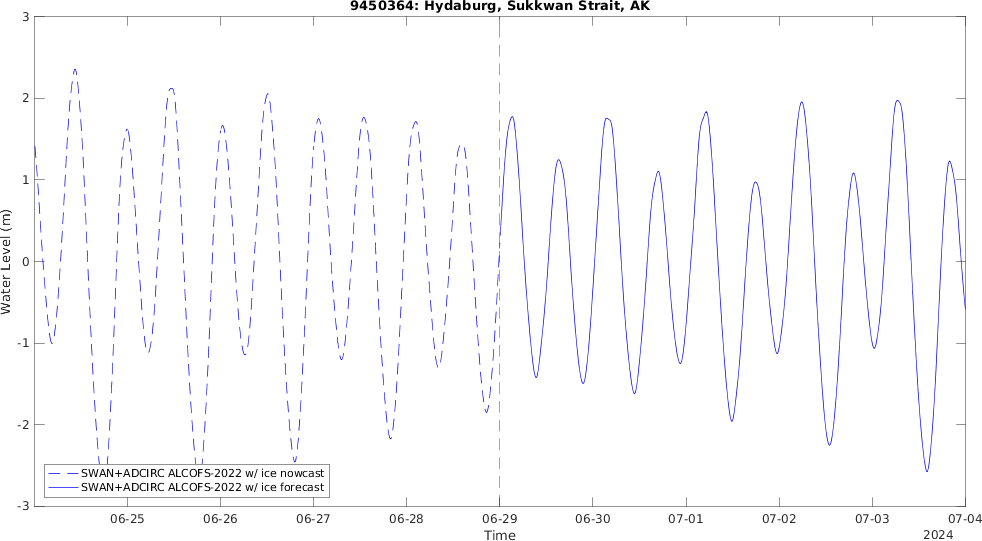 9450364: Hydaburg, Sukkwan Strait, AK
3
2
1
0
-1
-2
-3
Water Level (m)
SWAN+ADCIRC ALCOFS-2022 w/ ice nowcast
SWAN+ADCIRC ALCOFS-2022 w/ ice forecast
06-25 06-26 06-27 06-28 06-29 06-30 07-01 07-02 07-03 07-04
Time
2024